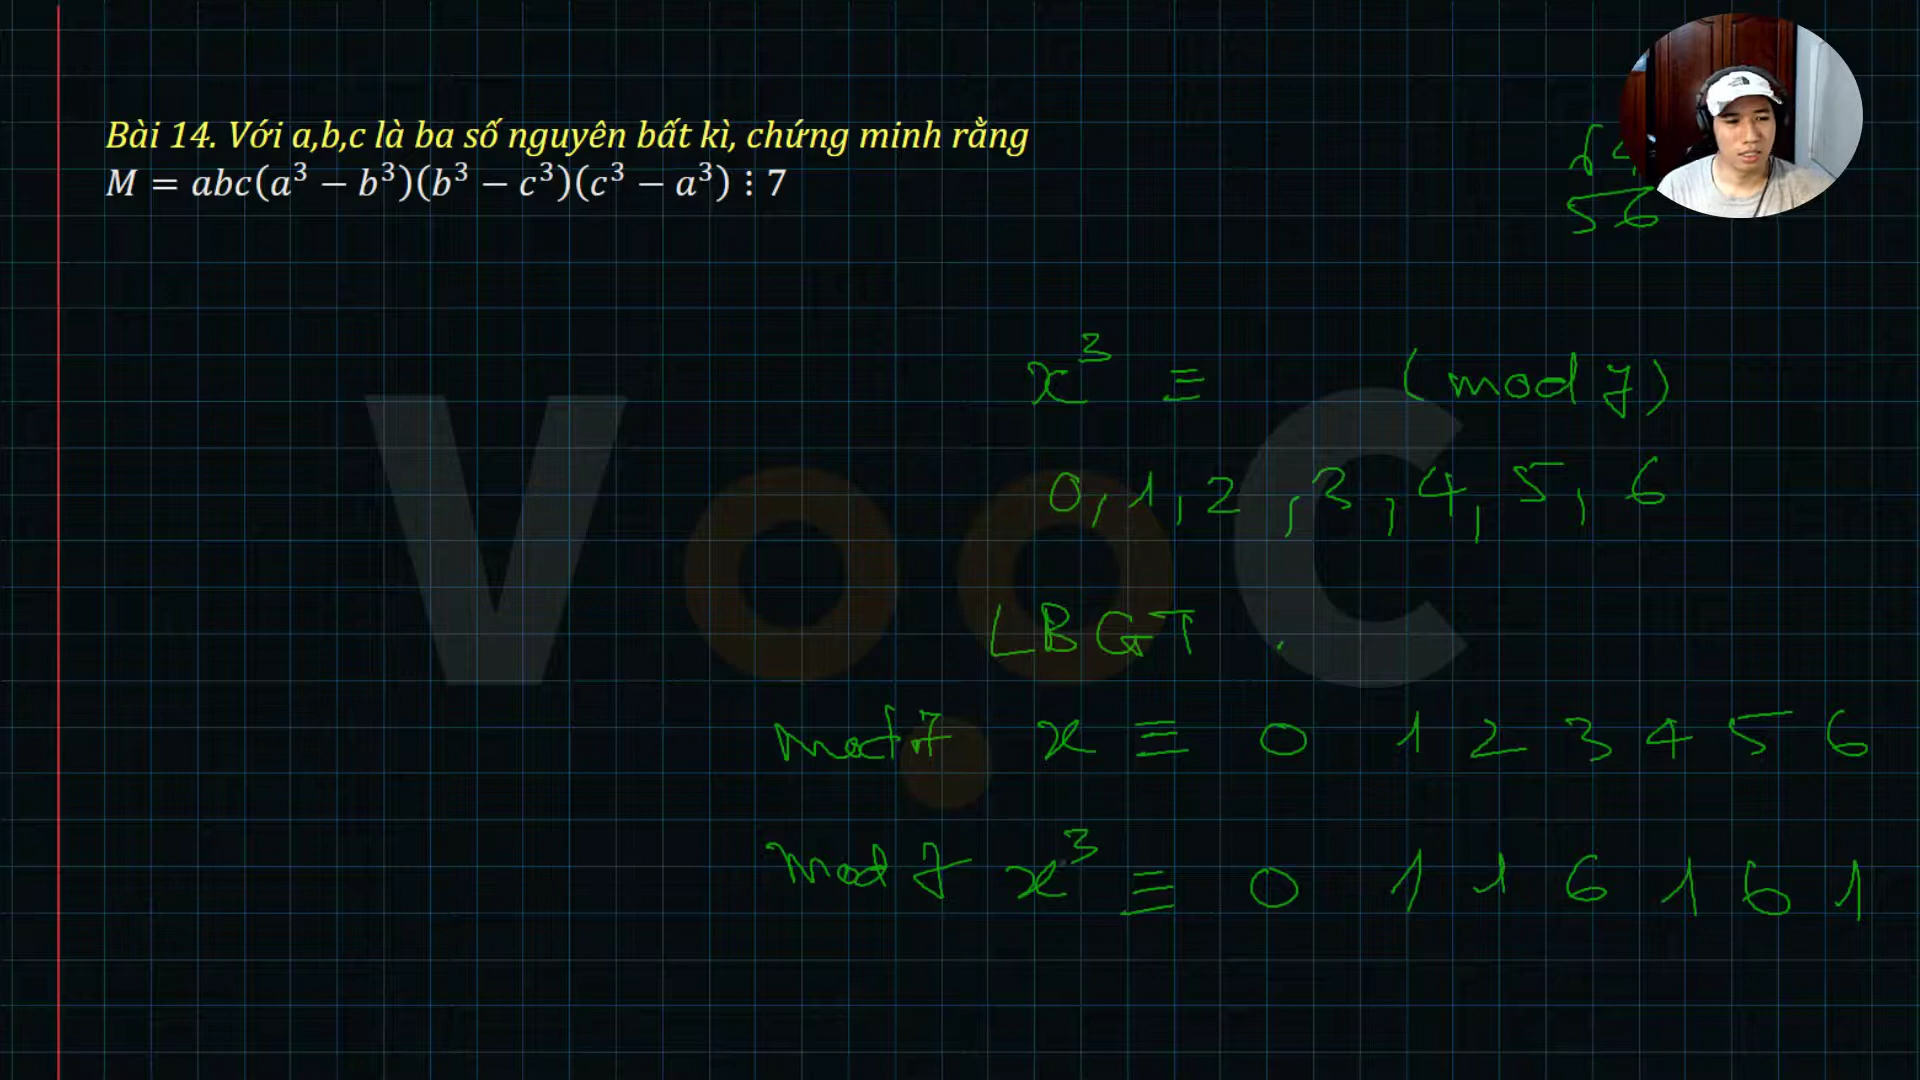 Bài 14. Với a,b,c là ba số nguyên bất kì, chứng minh rằng
M = abc(a³ − b³)(b³ − c³)(c³ − a³) ⋮ 7
56
x³ ≡ (mod 7)
0, 1, 2, 3, 4, 5, 6
VooC
LBGT
mod 7 x ≡ 0 1 2 3 4 5 6
mod 7 x³ ≡ 0 1 1 6 1 6 1